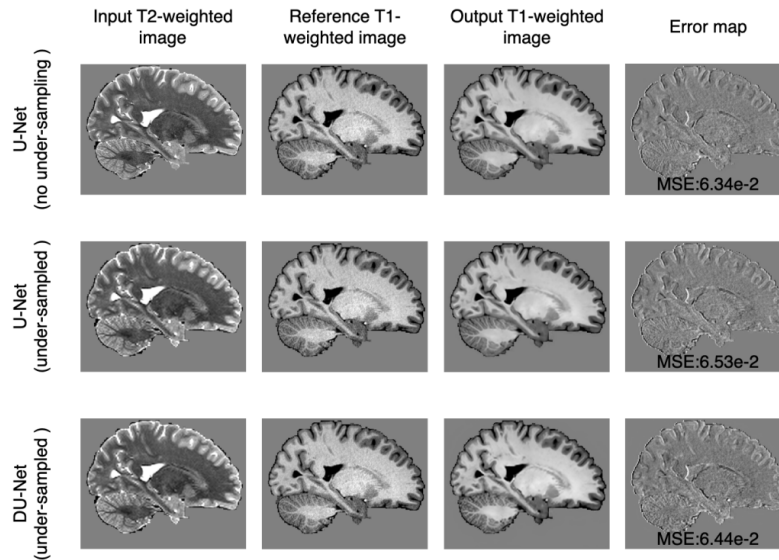 Input T2-weighted
image
Reference T1-
weighted image
Output T1-weighted
image
Error map
U-Net
(no under-sampling )
MSE:6.34e-2
U-Net
(under-sampled )
MSE:6.53e-2
DU-Net
(under-sampled )
MSE:6.44e-2